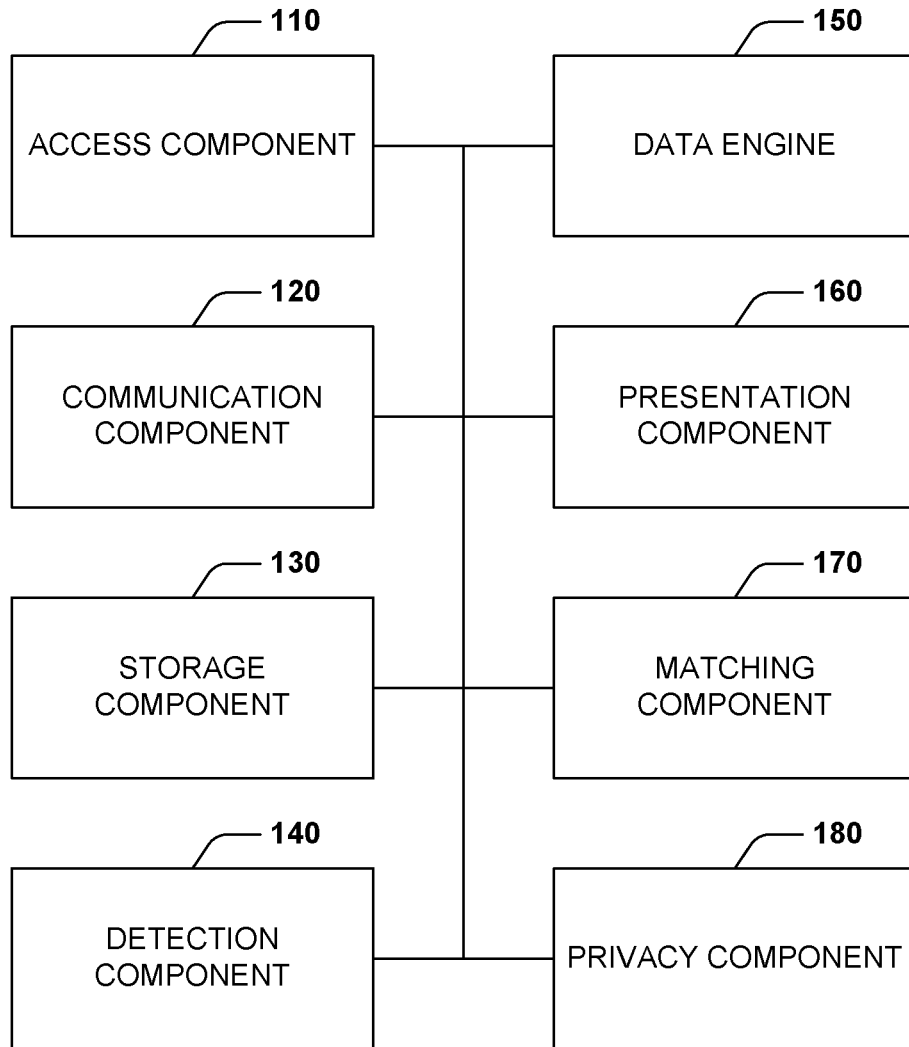 110
ACCESS COMPONENT
150
DATA ENGINE
120
COMMUNICATION
COMPONENT
160
PRESENTATION
COMPONENT
130
STORAGE
COMPONENT
170
MATCHING
COMPONENT
140
DETECTION
COMPONENT
180
PRIVACY COMPONENT